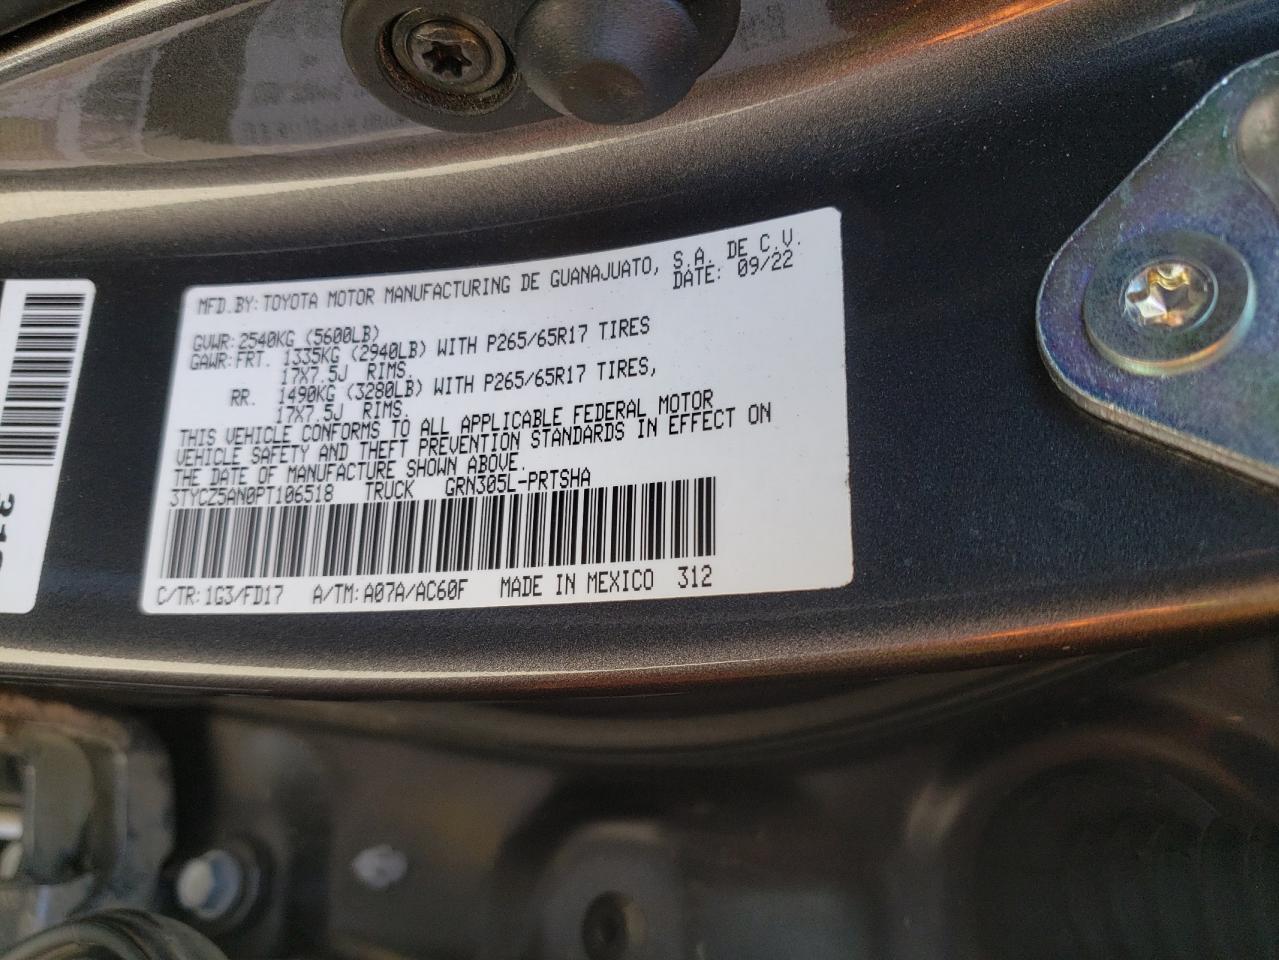 MFD.BY: TOYOTA MOTOR MANUFACTURING DE GUANAJUATO, S.A. DE C.V.
DATE: 09/22
GVWR: 2540KG (5600LB)
GAWR: FRT. 1335KG (2940LB) WITH P265/65R17 TIRES
17X7.5J RIMS.
RR. 1490KG (3280LB) WITH P265/65R17 TIRES,
17X7.5J RIMS.
THIS VEHICLE CONFORMS TO ALL APPLICABLE FEDERAL MOTOR
VEHICLE SAFETY AND THEFT PREVENTION STANDARDS IN EFFECT ON
THE DATE OF MANUFACTURE SHOWN ABOVE.
3TYCZ5AN0PT106518 TRUCK GRN305L-PRTSHA
C/TR: 1G3/FD17 A/TM: A07A/AC60F MADE IN MEXICO 312